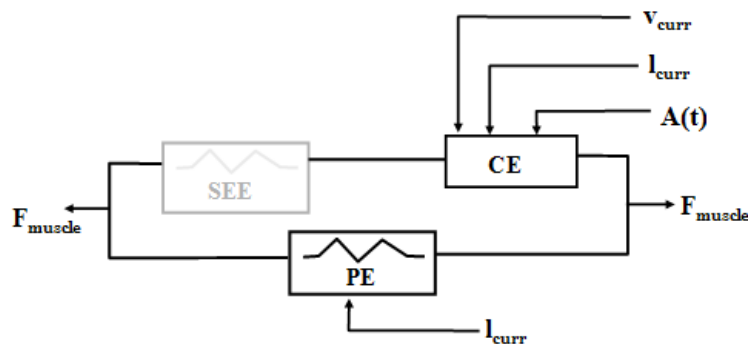 v_curr
l_curr
A(t)
CE
SEE
F_muscle
F_muscle
PE
l_curr